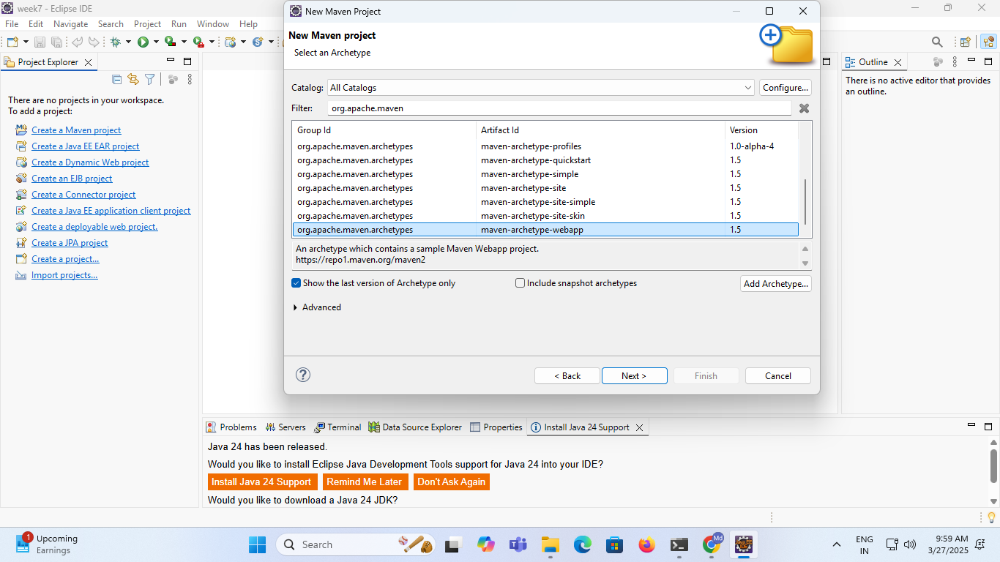 week7 - Eclipse IDE
File Edit Navigate Search Project Run Window Help
Project Explorer
There are no projects in your workspace.
To add a project:
Create a Maven project
Create a Java EE EAR project
Create a Dynamic Web project
Create an EJB project
Create a Connector project
Create a Java EE application client project
Create a deployable web project.
Create a JPA project
Create a project...
Import projects...
New Maven Project
New Maven project
Select an Archetype
Catalog: All Catalogs Configure...
Filter: org.apache.maven
Group Id Artifact Id Version
org.apache.maven.archetypes maven-archetype-profiles 1.0-alpha-4
org.apache.maven.archetypes maven-archetype-quickstart 1.5
org.apache.maven.archetypes maven-archetype-simple 1.5
org.apache.maven.archetypes maven-archetype-site 1.5
org.apache.maven.archetypes maven-archetype-site-simple 1.5
org.apache.maven.archetypes maven-archetype-site-skin 1.5
org.apache.maven.archetypes maven-archetype-webapp 1.5
An archetype which contains a sample Maven Webapp project.
https://repo1.maven.org/maven2
Show the last version of Archetype only Include snapshot archetypes Add Archetype...
Advanced
? < Back Next > Finish Cancel
Outline
There is no active editor that provides
an outline.
Problems Servers Terminal Data Source Explorer Properties Install Java 24 Support
Java 24 has been released.
Would you like to install Eclipse Java Development Tools support for Java 24 into your IDE?
Install Java 24 Support Remind Me Later Don't Ask Again
Would you like to download a Java 24 JDK?
1
Upcoming
Earnings
Search
Md
Java EE
IDE
ENG
IN
9:59 AM
3/27/2025